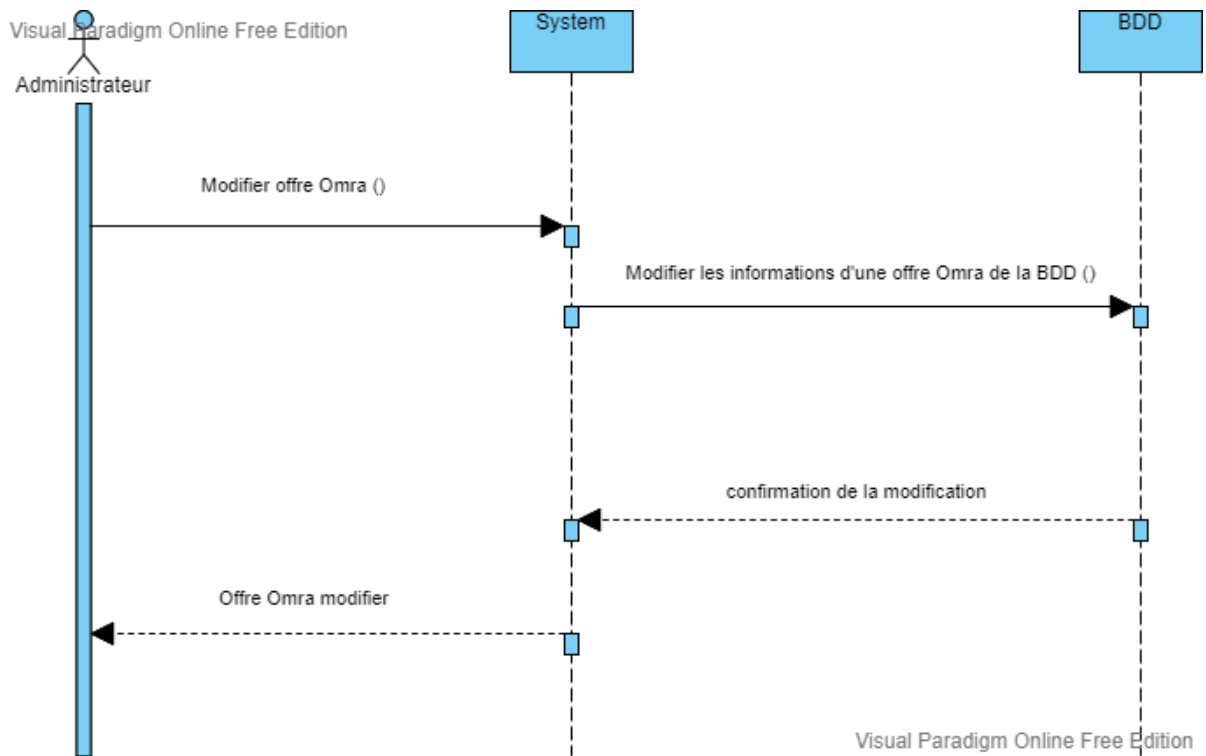 Visual Paradigm Online Free Edition
System
BDD
Administrateur
Modifier offre Omra ()
Modifier les informations d'une offre Omra de la BDD ()
confirmation de la modification
Offre Omra modifier
Visual Paradigm Online Free Edition